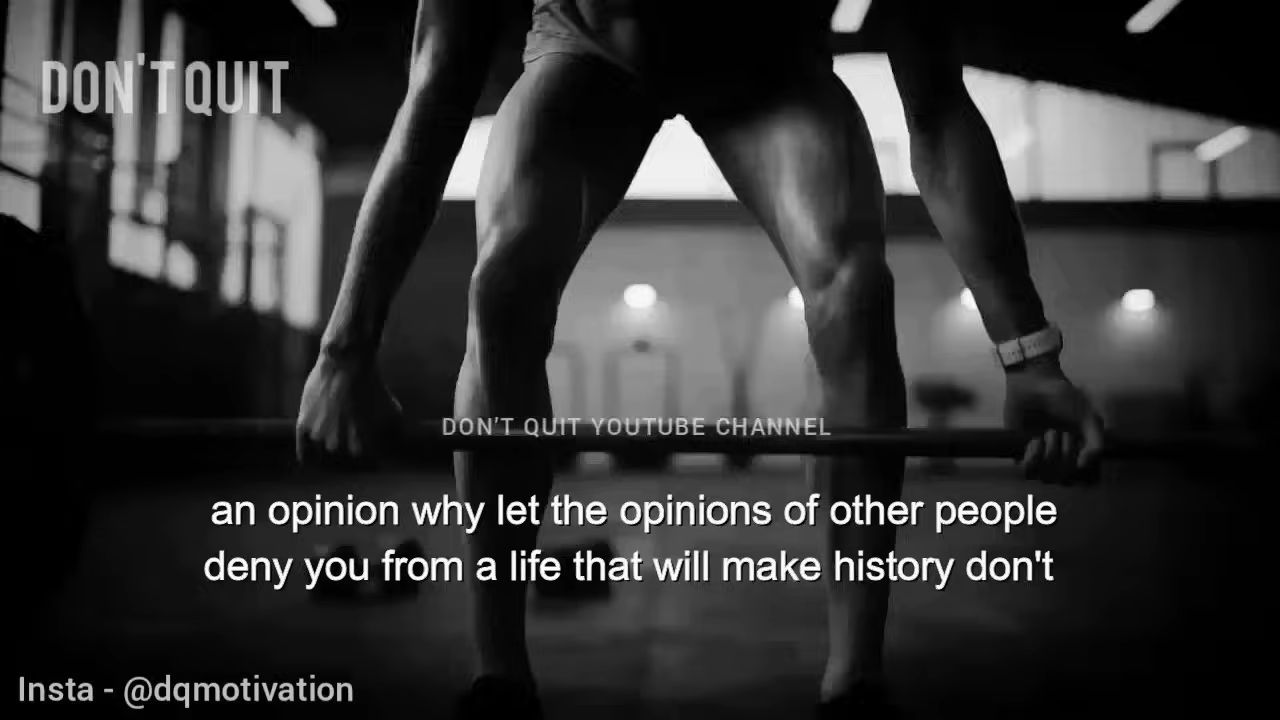 DON'T QUIT
DON'T QUIT YOUTUBE CHANNEL
an opinion why let the opinions of other people
deny you from a life that will make history don't
Insta - @dqmotivation